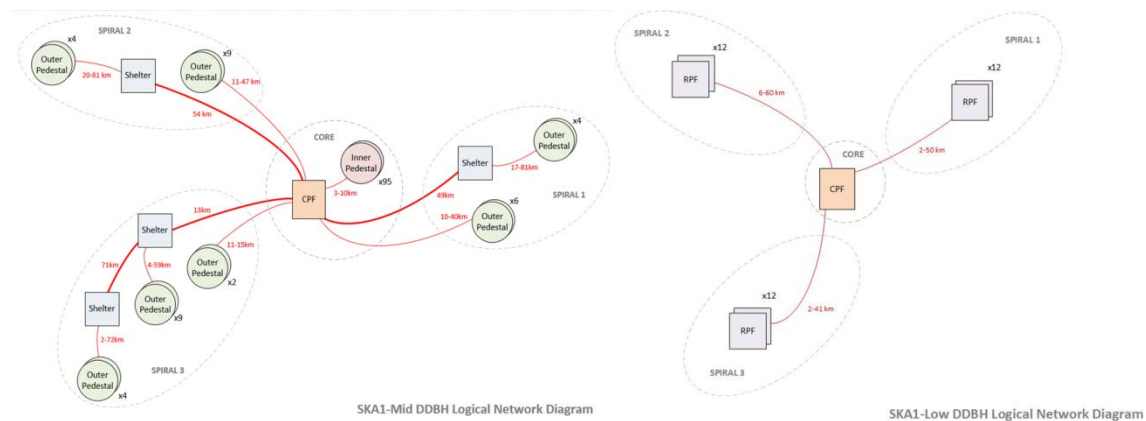 SPIRAL 2
x4
Outer
Pedestal
20-81 km
Shelter
x9
Outer
Pedestal
11-47 km
54 km
CORE
Inner
Pedestal
x95
3-10km
CPF
x4
Outer
Pedestal
Shelter
17-81km
49km
SPIRAL 1
10-40km
x6
Outer
Pedestal
13km
Shelter
11-15km
Outer
Pedestal
x2
71km
4-59km
Shelter
Outer
Pedestal
x9
2-72km
Outer
Pedestal
x4
SPIRAL 3
SKA1-Mid DDBH Logical Network Diagram
SPIRAL 2
x12
RPF
6-60 km
SPIRAL 1
x12
RPF
2-50 km
CORE
CPF
x12
RPF
2-41 km
SPIRAL 3
SKA1-Low DDBH Logical Network Diagram